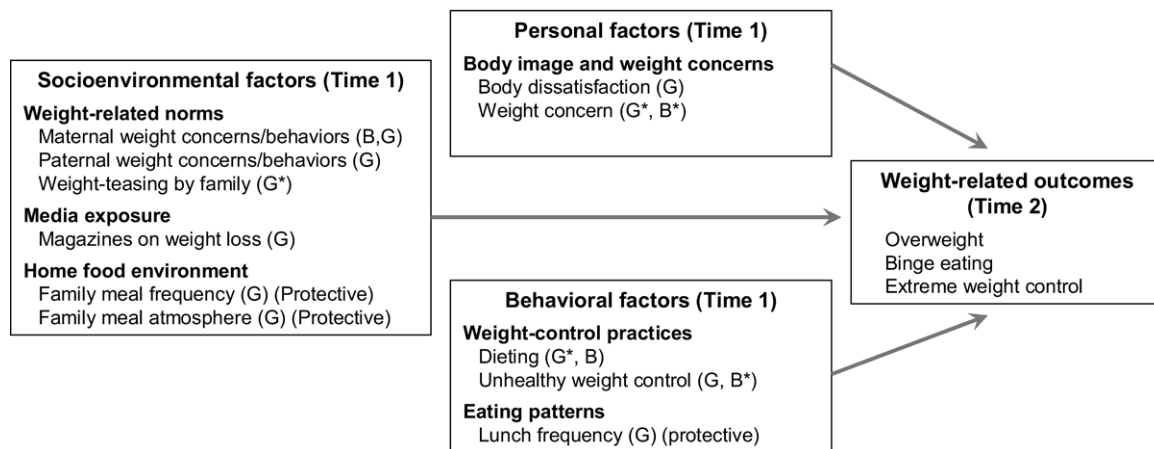 Socioenvironmental factors (Time 1)
Weight-related norms
Maternal weight concerns/behaviors (B,G)
Paternal weight concerns/behaviors (G)
Weight-teasing by family (G*)
Media exposure
Magazines on weight loss (G)
Home food environment
Family meal frequency (G) (Protective)
Family meal atmosphere (G) (Protective)
Personal factors (Time 1)
Body image and weight concerns
Body dissatisfaction (G)
Weight concern (G*, B*)
Behavioral factors (Time 1)
Weight-control practices
Dieting (G*, B)
Unhealthy weight control (G, B*)
Eating patterns
Lunch frequency (G) (protective)
Weight-related outcomes
(Time 2)
Overweight
Binge eating
Extreme weight control